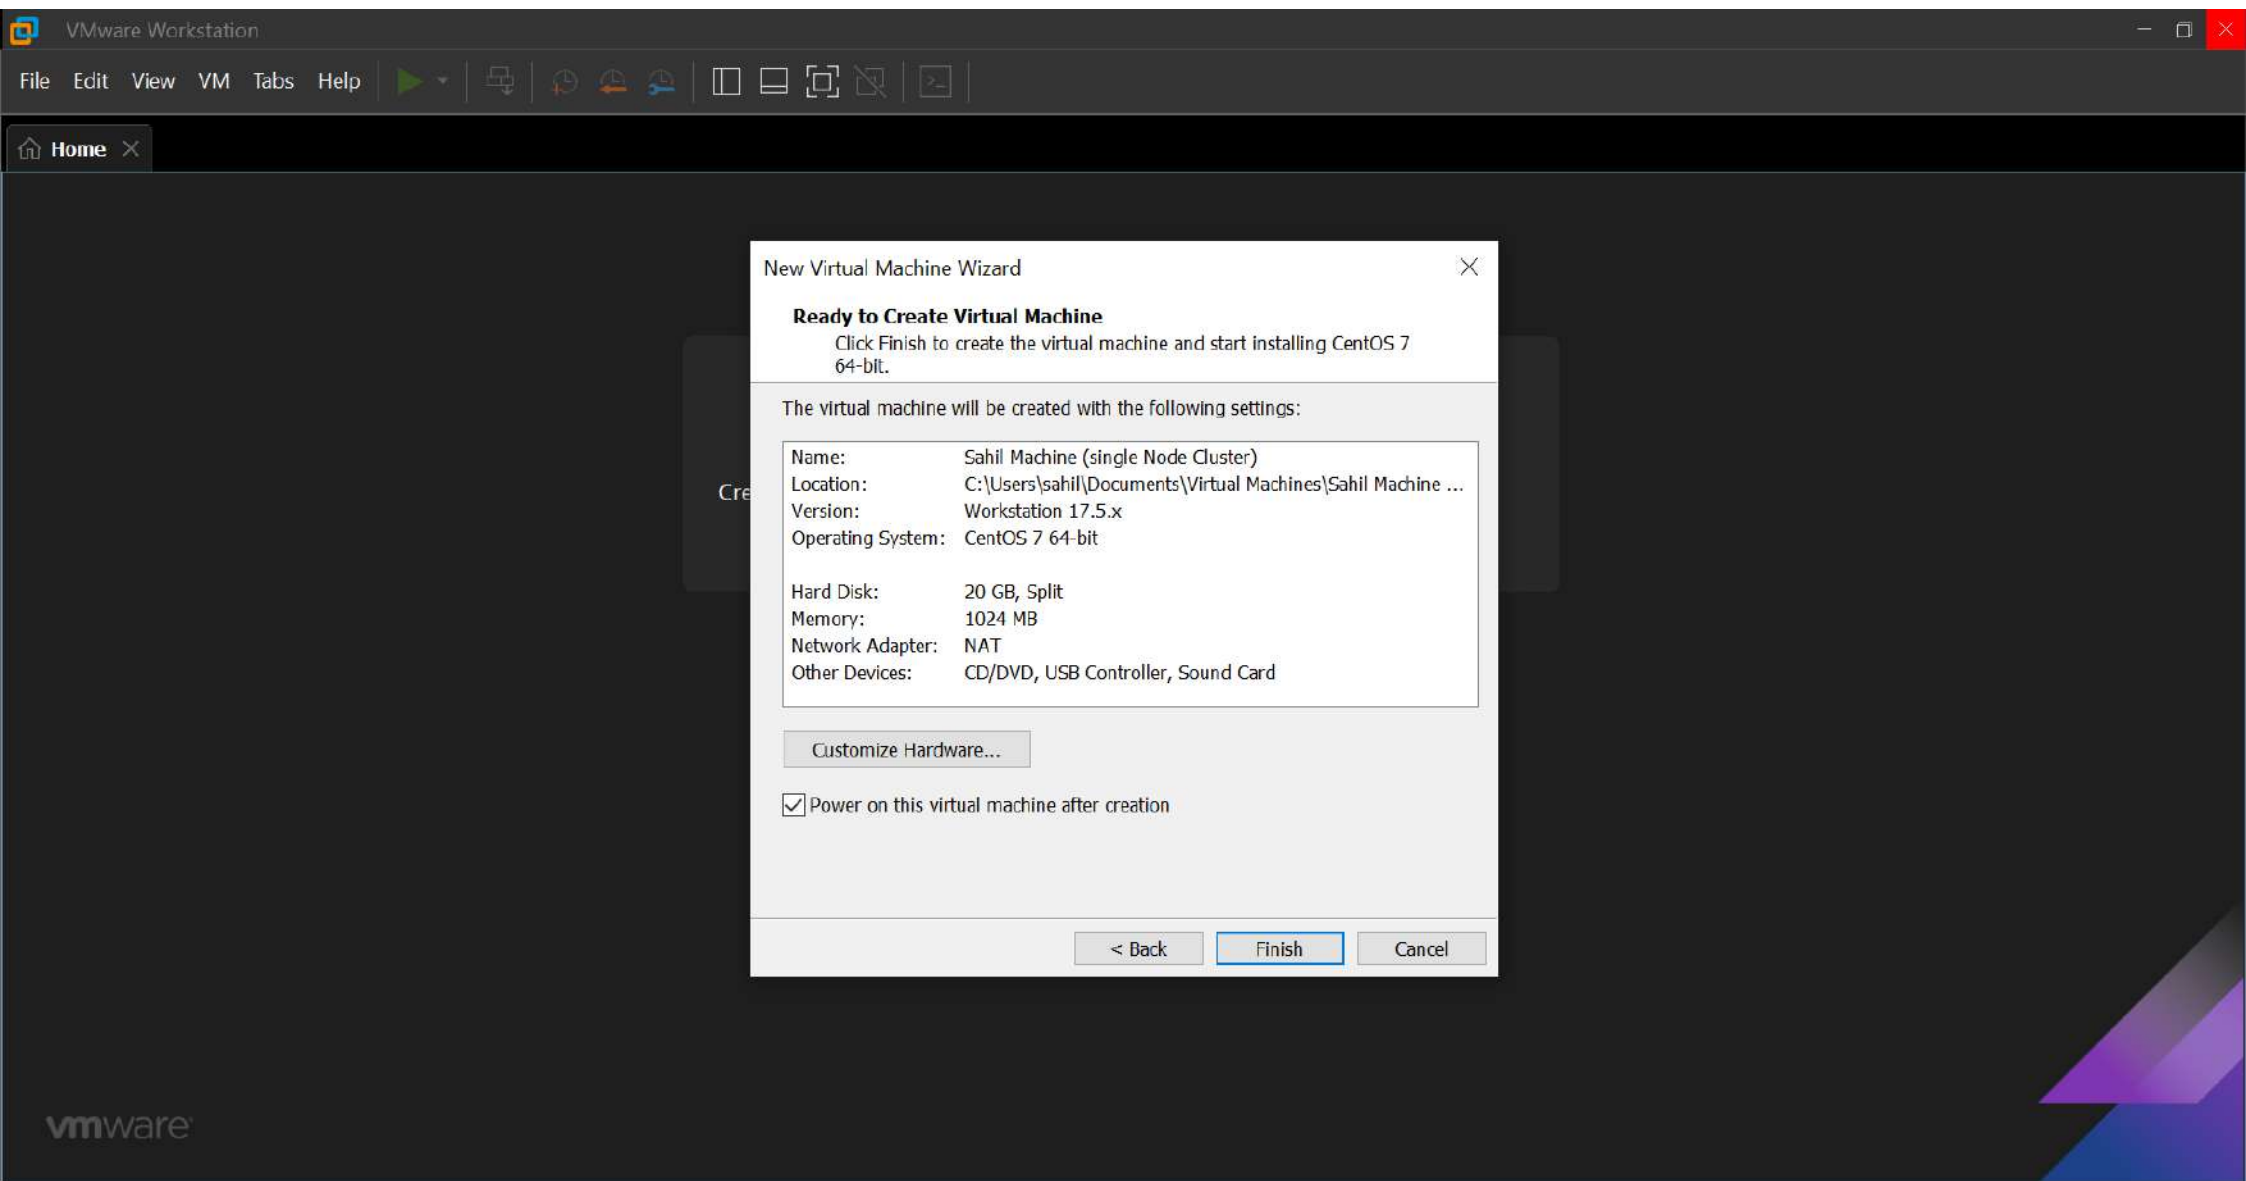 VMware Workstation
File Edit View VM Tabs Help
Home
New Virtual Machine Wizard
Ready to Create Virtual Machine
Click Finish to create the virtual machine and start installing CentOS 7
64-bit.
The virtual machine will be created with the following settings:
Name: Sahil Machine (single Node Cluster)
Location: C:\Users\sahil\Documents\Virtual Machines\Sahil Machine ...
Cre
Version: Workstation 17.5.x
Operating System: CentOS 7 64-bit
Hard Disk: 20 GB, Split
Memory: 1024 MB
Network Adapter: NAT
Other Devices: CD/DVD, USB Controller, Sound Card
Customize Hardware...
Power on this virtual machine after creation
< Back Finish Cancel
vmware